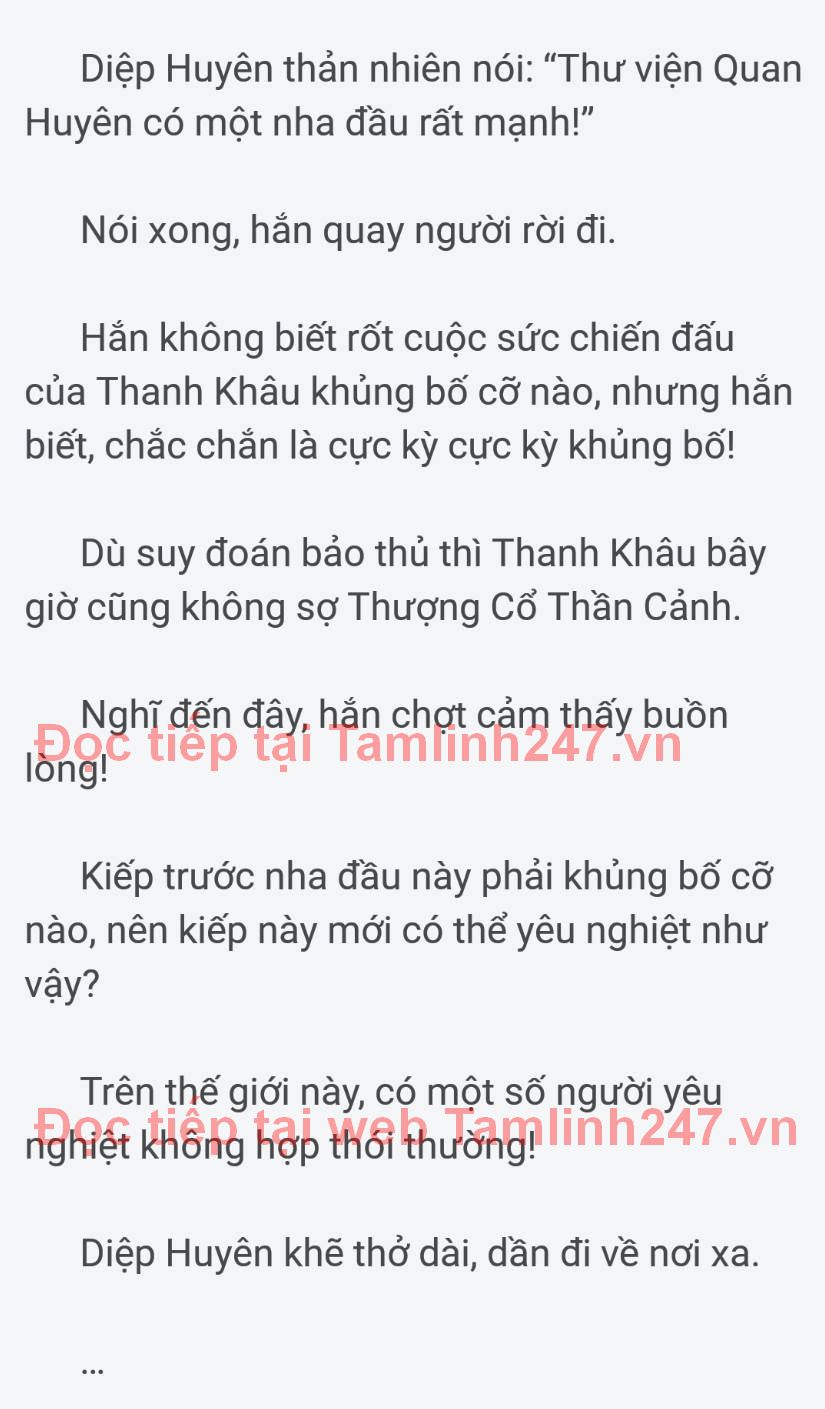 Diệp Huyên thản nhiên nói: “Thư viện Quan
Huyên có một nha đầu rất mạnh!”
Nói xong, hắn quay người rời đi.
Hắn không biết rốt cuộc sức chiến đấu
của Thanh Khâu khủng bố cỡ nào, nhưng hắn
biết, chắc chắn là cực kỳ cực kỳ khủng bố!
Dù suy đoán bảo thủ thì Thanh Khâu bây
giờ cũng không sợ Thượng Cổ Thần Cảnh.
Nghĩ đến đây, hắn chợt cảm thấy buồn
Đọc tiếp tại Tamlinh247.vn
lòng!
Kiếp trước nha đầu này phải khủng bố cỡ
nào, nên kiếp này mới có thể yêu nghiệt như
vậy?
Trên thế giới này, có một số người yêu
Đọc tiếp tại web Tamlinh247.vn
nghiệt không hợp thói thường!
Diệp Huyên khẽ thở dài, dần đi về nơi xa.
...